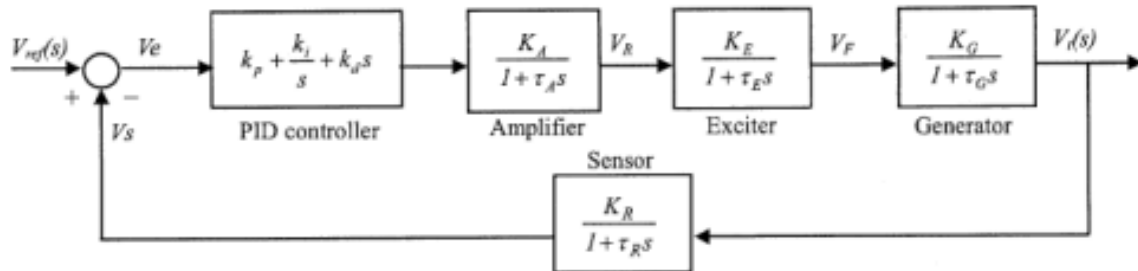 V_ref(s) + − Ve
k_p + k_i/s + k_d s
PID controller
K_A / 1 + τ_A s
Amplifier
V_R
K_E / 1 + τ_E s
Exciter
V_F
K_G / 1 + τ_G s
Generator
V_t(s)
Vs
Sensor
K_R / 1 + τ_R s